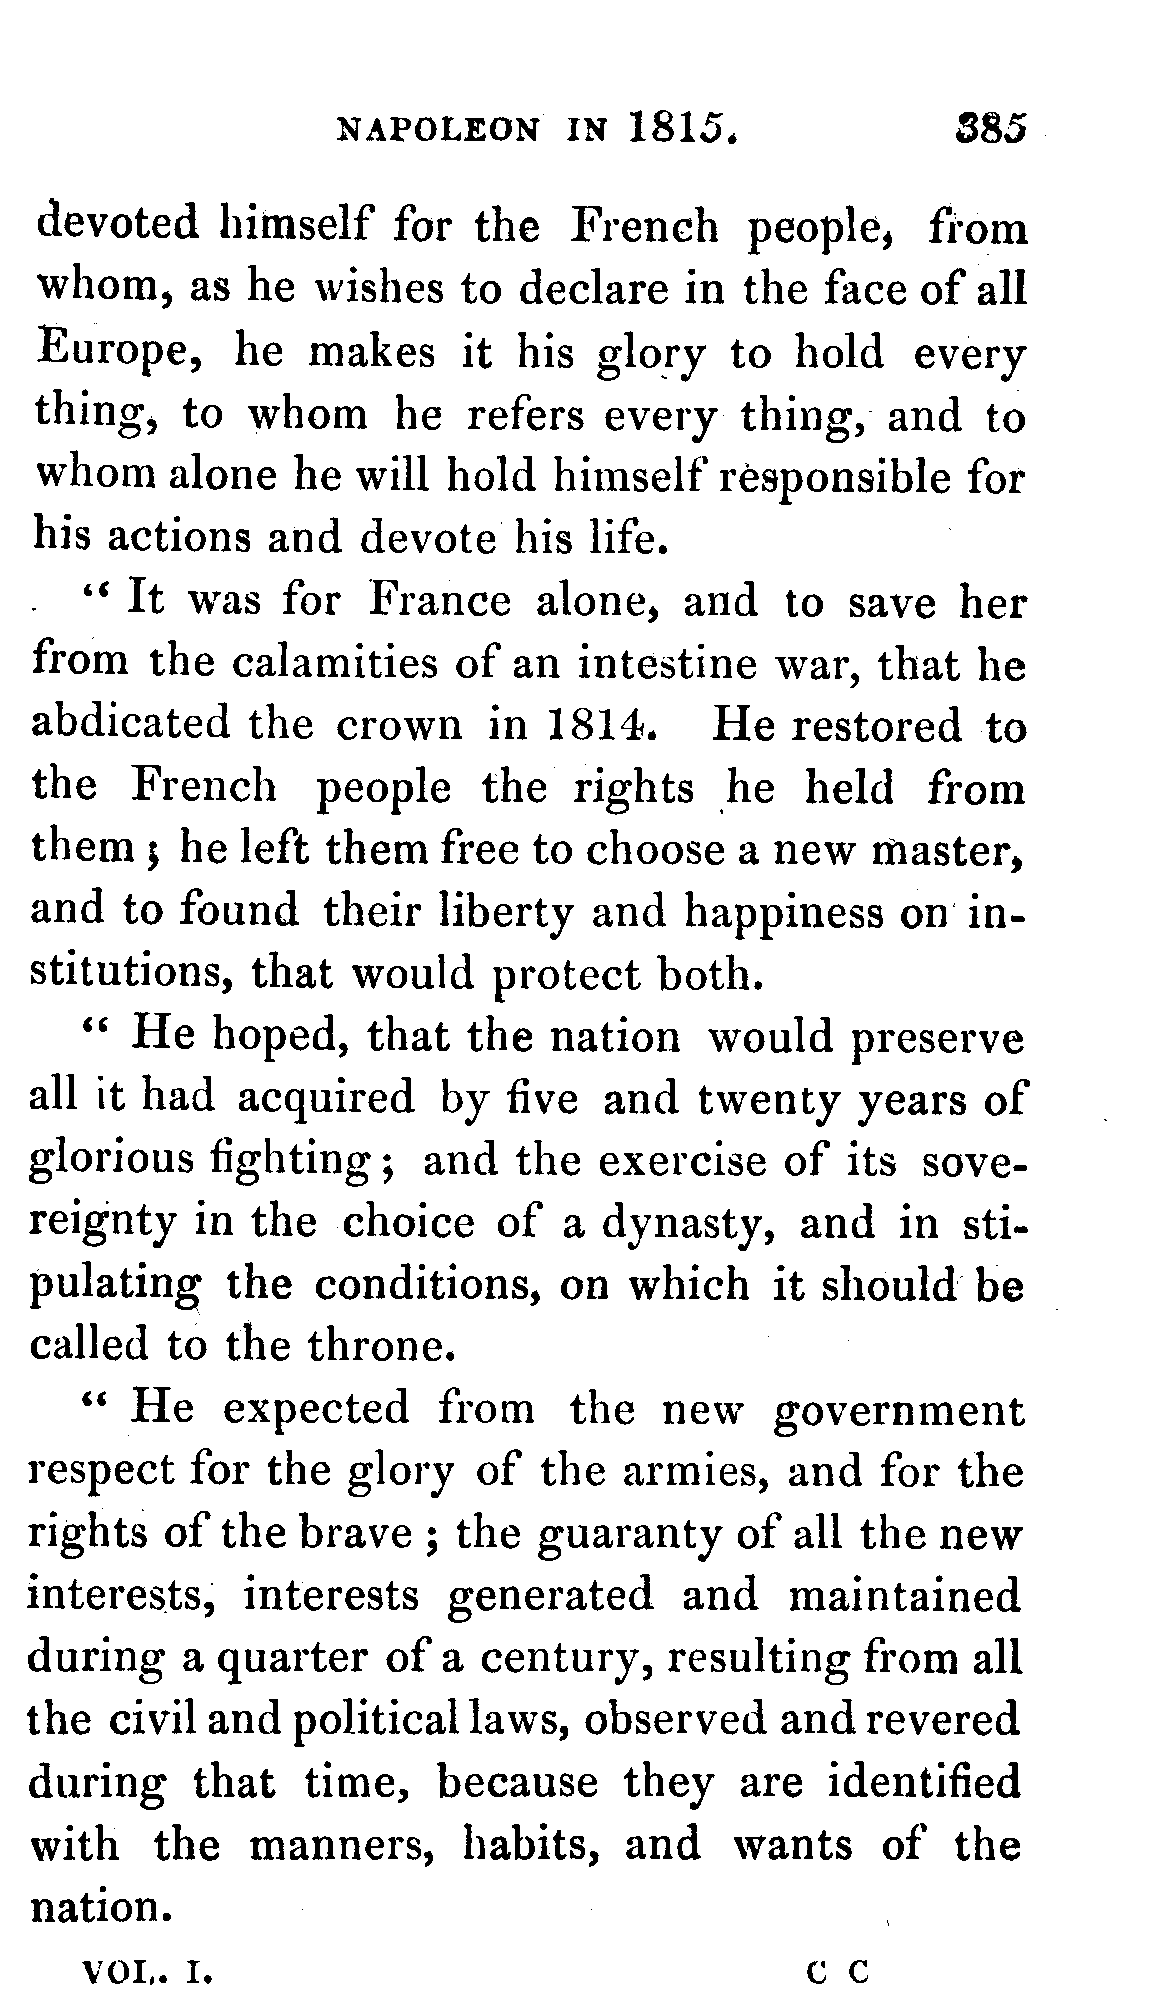 NAPOLEON IN 1815. 385
devoted himself for the French people, from
whom, as he wishes to declare in the face of all
Europe, he makes it his glory to hold every
thing, to whom he refers every thing, and to
whom alone he will hold himself responsible for
his actions and devote his life.
“ It was for France alone, and to save her
from the calamities of an intestine war, that he
abdicated the crown in 1814. He restored to
the French people the rights he held from
them ; he left them free to choose a new master,
and to found their liberty and happiness on in-
stitutions, that would protect both.
“ He hoped, that the nation would preserve
all it had acquired by five and twenty years of
glorious fighting ; and the exercise of its sove-
reignty in the choice of a dynasty, and in sti-
pulating the conditions, on which it should be
called to the throne.
“ He expected from the new government
respect for the glory of the armies, and for the
rights of the brave ; the guaranty of all the new
interests, interests generated and maintained
during a quarter of a century, resulting from all
the civil and political laws, observed and revered
during that time, because they are identified
with the manners, habits, and wants of the
nation.
VOL. I. C C